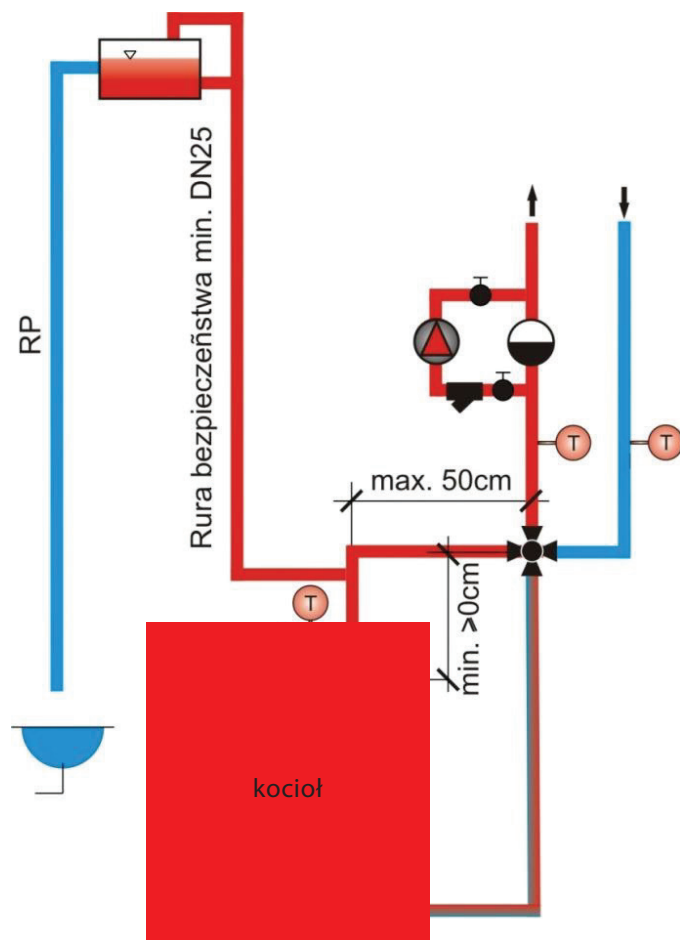 Rura bezpieczeństwa min. DN25
RP
T
T
max. 50cm
T
min. >0cm
kocioł